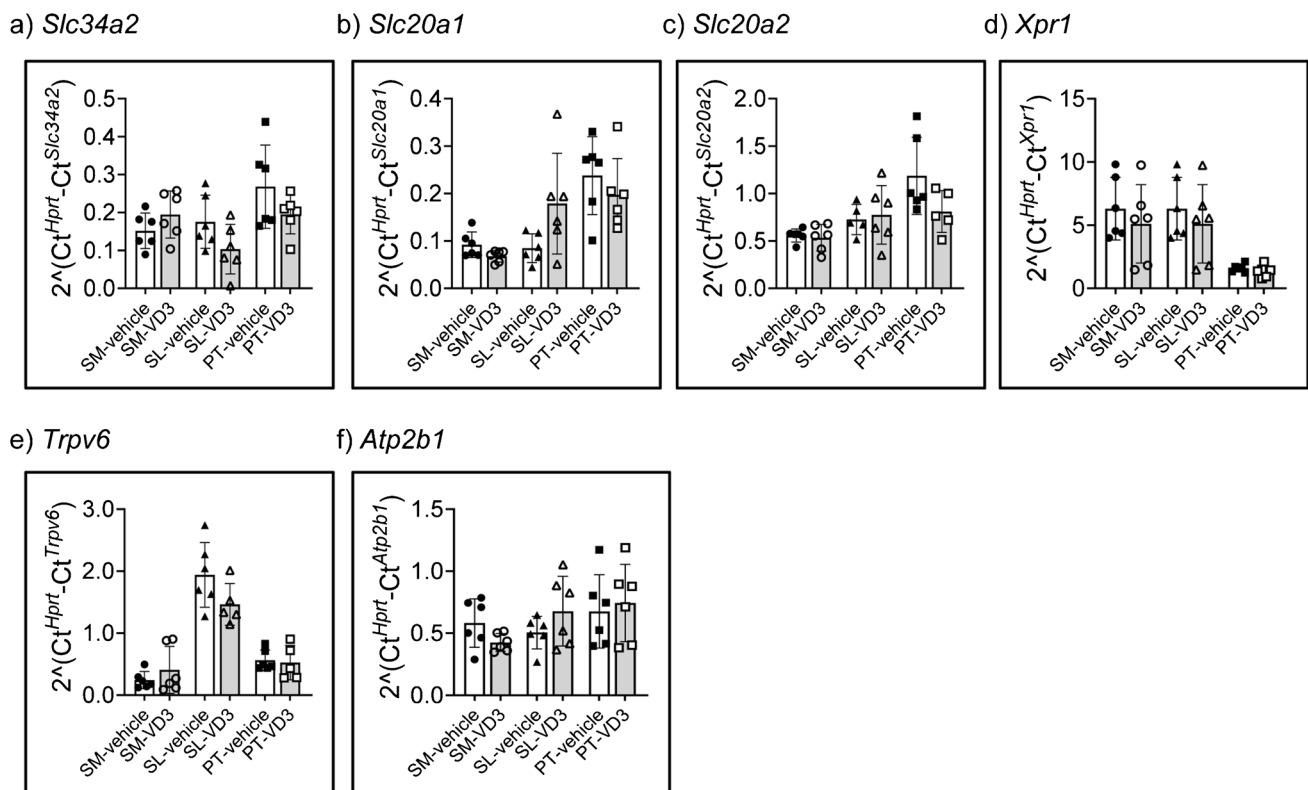 a) Slc34a2
b) Slc20a1
c) Slc20a2
d) Xpr1
2^(Ct^Hprt-Ct^Slc34a2)
0.5
0.4
0.3
0.2
0.1
0.0
SM-vehicle
SM-VD3
SL-vehicle
SL-VD3
PT-vehicle
PT-VD3
2^(Ct^Hprt-Ct^Slc20a1)
0.4
0.3
0.2
0.1
0.0
SM-vehicle
SM-VD3
SL-vehicle
SL-VD3
PT-vehicle
PT-VD3
2^(Ct^Hprt-Ct^Slc20a2)
2.0
1.5
1.0
0.5
0.0
SM-vehicle
SM-VD3
SL-vehicle
SL-VD3
PT-vehicle
PT-VD3
2^(Ct^Hprt-Ct^Xpr1)
15
10
5
0
SM-vehicle
SM-VD3
SL-vehicle
SL-VD3
PT-vehicle
PT-VD3
e) Trpv6
f) Atp2b1
2^(Ct^Hprt-Ct^Trpv6)
3.0
2.0
1.0
0.0
SM-vehicle
SM-VD3
SL-vehicle
SL-VD3
PT-vehicle
PT-VD3
2^(Ct^Hprt-Ct^Atp2b1)
1.5
1.0
0.5
0.0
SM-vehicle
SM-VD3
SL-vehicle
SL-VD3
PT-vehicle
PT-VD3